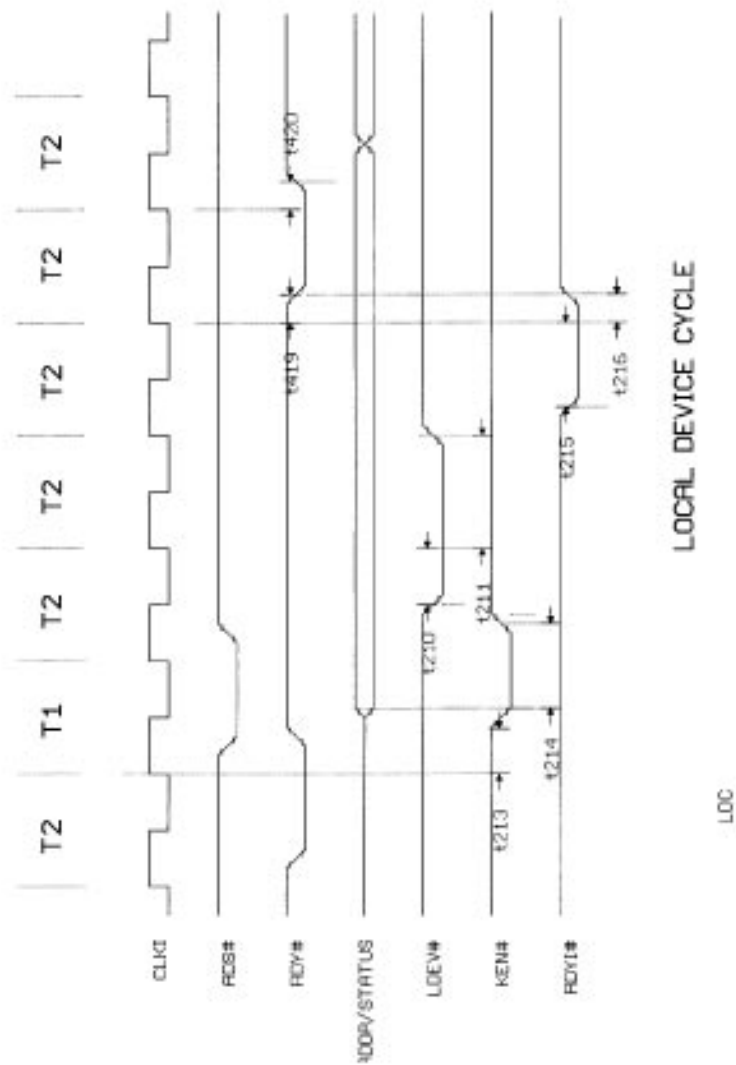 T2 T1 T2 T2 T2 T2 T2
CLKI
ADS#
RDY#
t419 t420
ADDR/STATUS
LDEV#
t210
t211
KEN#
t213
t214
RDYI#
t215
t216
LOCAL DEVICE CYCLE
LDC